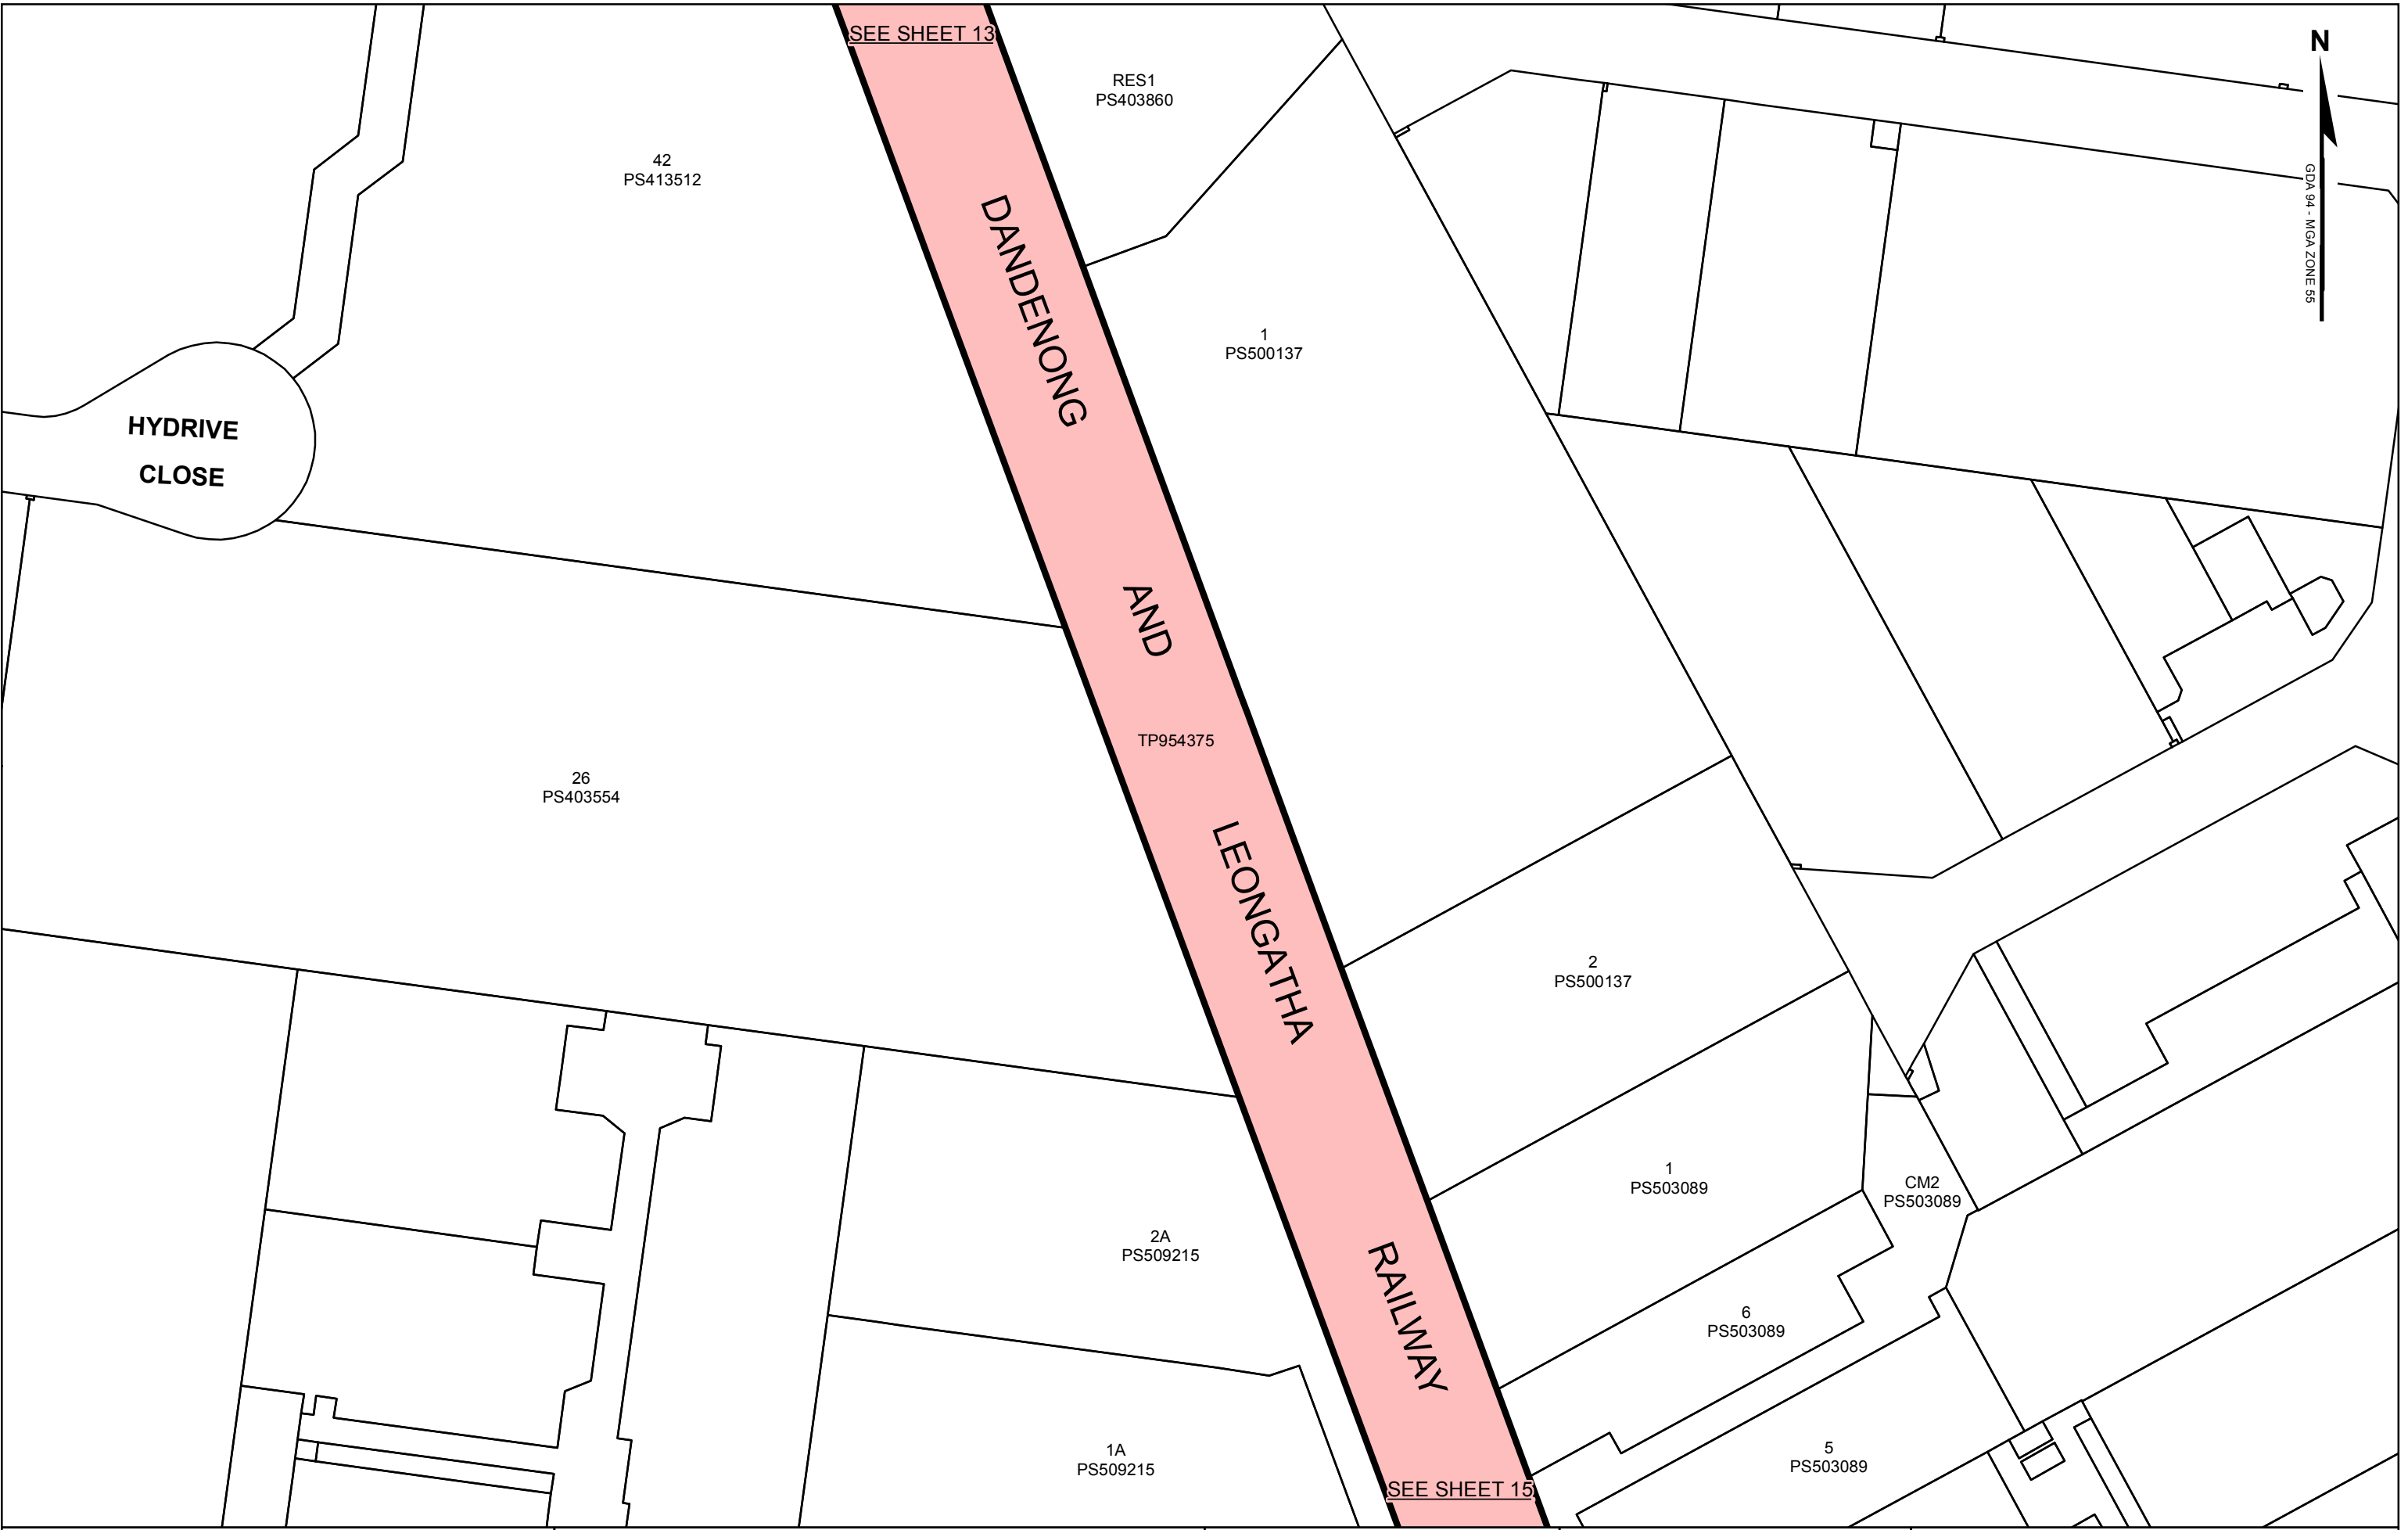 SEE SHEET 13
N
GDA 94 - MGA ZONE 55
RES1
PS403860
42
PS413512
DANDENONG
1
PS500137
HYDRIVE
CLOSE
AND
TP954375
26
PS403554
LEONGATHA
2
PS500137
1
PS503089
CM2
PS503089
2A
PS509215
RAILWAY
6
PS503089
1A
PS509215
5
PS503089
SEE SHEET 15